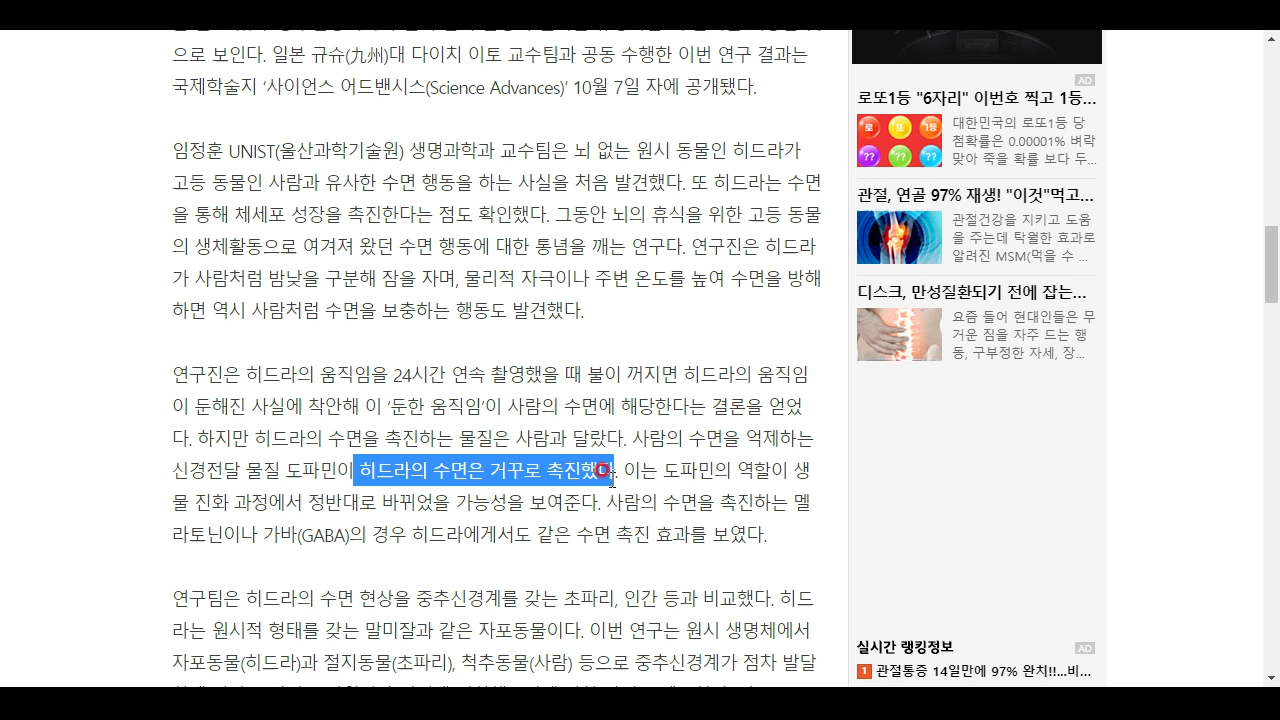 으로 보인다. 일본 규슈(九州)대 다이치 이토 교수팀과 공동 수행한 이번 연구 결과는
국제학술지 ‘사이언스 어드밴시스(Science Advances)’ 10월 7일 자에 공개됐다.
임정훈 UNIST(울산과학기술원) 생명과학과 교수팀은 뇌 없는 원시 동물인 히드라가
고등 동물인 사람과 유사한 수면 행동을 하는 사실을 처음 발견했다. 또 히드라는 수면
을 통해 체세포 성장을 촉진한다는 점도 확인했다. 그동안 뇌의 휴식을 위한 고등 동물
의 생체활동으로 여겨져 왔던 수면 행동에 대한 통념을 깨는 연구다. 연구진은 히드라
가 사람처럼 밤낮을 구분해 잠을 자며, 물리적 자극이나 주변 온도를 높여 수면을 방해
하면 역시 사람처럼 수면을 보충하는 행동도 발견했다.
연구진은 히드라의 움직임을 24시간 연속 촬영했을 때 불이 꺼지면 히드라의 움직임
이 둔해진 사실에 착안해 이 ‘둔한 움직임’이 사람의 수면에 해당한다는 결론을 얻었
다. 하지만 히드라의 수면을 촉진하는 물질은 사람과 달랐다. 사람의 수면을 억제하는
신경전달 물질 도파민이 히드라의 수면은 거꾸로 촉진했다. 이는 도파민의 역할이 생
물 진화 과정에서 정반대로 바뀌었을 가능성을 보여준다. 사람의 수면을 촉진하는 멜
라토닌이나 가바(GABA)의 경우 히드라에게서도 같은 수면 촉진 효과를 보였다.
연구팀은 히드라의 수면 현상을 중추신경계를 갖는 초파리, 인간 등과 비교했다. 히드
라는 원시적 형태를 갖는 말미잘과 같은 자포동물이다. 이번 연구는 원시 생명체에서
자포동물(히드라)과 절지동물(초파리), 척추동물(사람) 등으로 중추신경계가 점차 발달
AD
로또1등 "6자리" 이번호 찍고 1등...
로 또 1등
?? ?? ??
대한민국의 로또1등 당
첨확률은 0.00001% 벼락
맞아 죽을 확률 보다 두...
관절, 연골 97% 재생! "이것"먹고...
관절건강을 지키고 도움
을 주는데 탁월한 효과로
알려진 MSM(먹을 수 ...
디스크, 만성질환되기 전에 잡는...
요즘 들어 현대인들은 무
거운 짐을 자주 드는 행
동, 구부정한 자세, 장...
실시간 랭킹정보 AD
1 관절통증 14일만에 97% 완치!!...비...